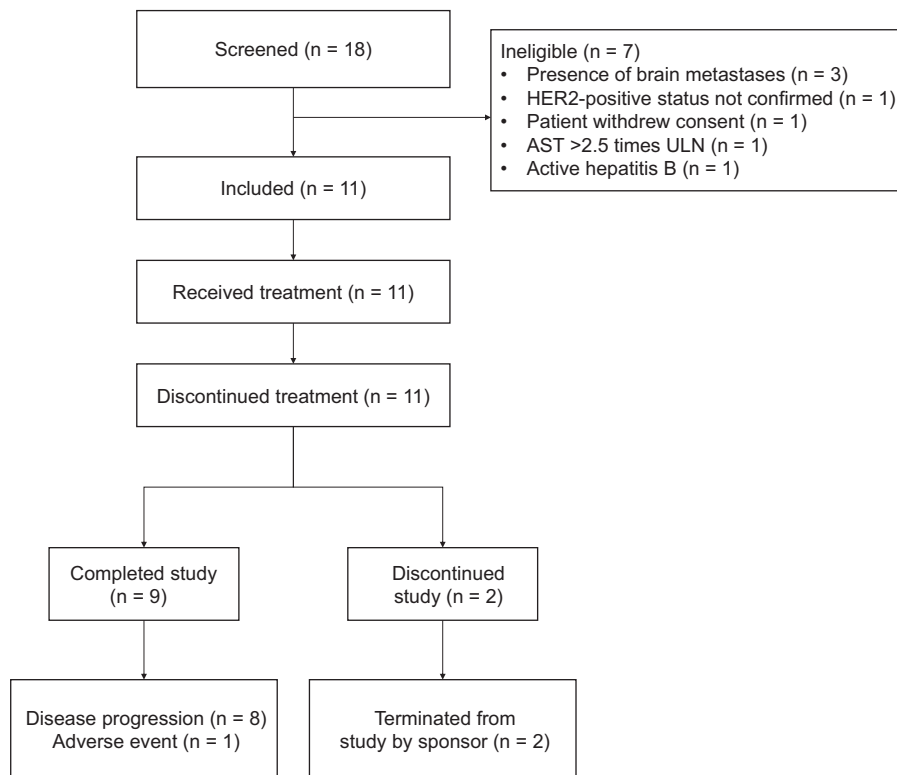 Screened (n = 18)
Ineligible (n = 7)
• Presence of brain metastases (n = 3)
• HER2-positive status not confirmed (n = 1)
• Patient withdrew consent (n = 1)
• AST >2.5 times ULN (n = 1)
• Active hepatitis B (n = 1)
Included (n = 11)
Received treatment (n = 11)
Discontinued treatment (n = 11)
Completed study
(n = 9)
Discontinued
study (n = 2)
Disease progression (n = 8)
Adverse event (n = 1)
Terminated from
study by sponsor (n = 2)